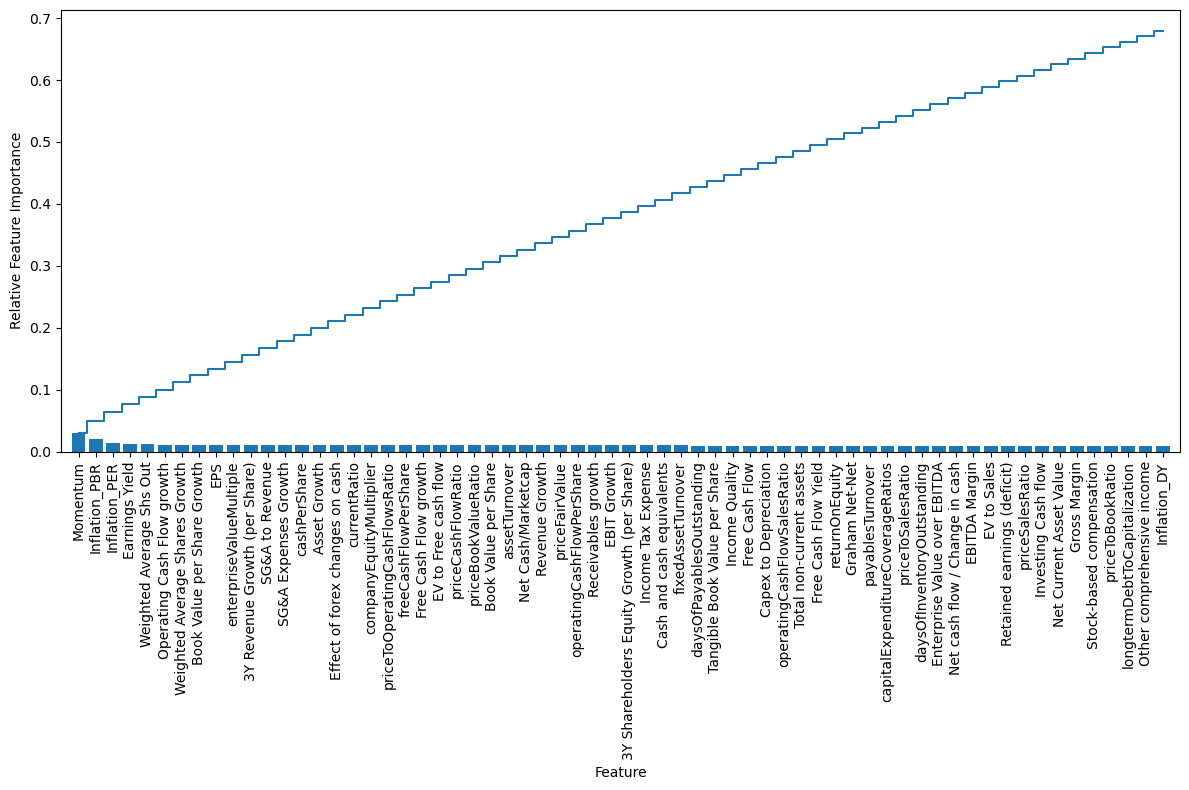 0.7
0.6
0.5
0.4
0.3
0.2
0.1
0.0
Relative Feature Importance
Momentum
Inflation_PBR
Inflation_PER
Earnings Yield
Weighted Average Shs Out
Operating Cash Flow growth
Weighted Average Shares Growth
Book Value per Share Growth
EPS
enterpriseValueMultiple
3Y Revenue Growth (per Share)
SG&A to Revenue
SG&A Expenses Growth
cashPerShare
Asset Growth
Effect of forex changes on cash
currentRatio
companyEquityMultiplier
priceToOperatingCashFlowsRatio
freeCashFlowPerShare
Free Cash Flow growth
EV to Free cash flow
priceCashFlowRatio
priceBookValueRatio
Book Value per Share
assetTurnover
Net Cash/Marketcap
Revenue Growth
priceFairValue
operatingCashFlowPerShare
Receivables growth
EBIT Growth
3Y Shareholders Equity Growth (per Share)
Income Tax Expense
Cash and cash equivalents
fixedAssetTurnover
daysOfPayablesOutstanding
Tangible Book Value per Share
Income Quality
Free Cash Flow
Capex to Depreciation
operatingCashFlowSalesRatio
Total non-current assets
Free Cash Flow Yield
returnOnEquity
Graham Net-Net
payablesTurnover
capitalExpenditureCoverageRatios
priceToSalesRatio
daysOfInventoryOutstanding
Enterprise Value over EBITDA
Net cash flow / Change in cash
EBITDA Margin
EV to Sales
Retained earnings (deficit)
priceSalesRatio
Investing Cash flow
Net Current Asset Value
Gross Margin
Stock-based compensation
priceToBookRatio
longtermDebtToCapitalization
Other comprehensive income
Inflation_DY
Feature